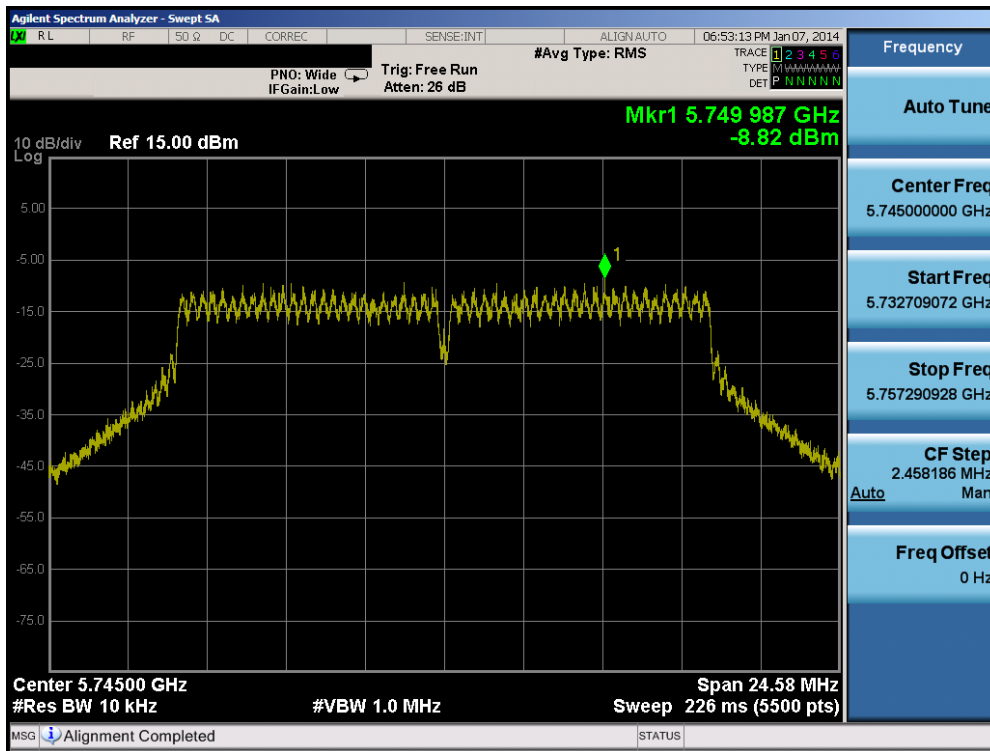 Agilent Spectrum Analyzer - Swept SA
LXI RL RF 50 Ω DC CORREC SENSE:INT ALIGNAUTO 06:53:13 PM Jan 07, 2014
#Avg Type: RMS
TRACE 1 2 3 4 5 6
TYPE MWWWWW
DET P N N N N N
PNO: Wide
IFGain:Low
Trig: Free Run
Atten: 26 dB
Mkr1 5.749 987 GHz
-8.82 dBm
10 dB/div Ref 15.00 dBm
Log
5.00
-5.00
-15.0
-25.0
-35.0
-45.0
-55.0
-65.0
-75.0
1
Center 5.74500 GHz
Span 24.58 MHz
#Res BW 10 kHz
#VBW 1.0 MHz
Sweep 226 ms (5500 pts)
MSG Alignment Completed
STATUS
Frequency
Auto Tune
Center Freq
5.745000000 GHz
Start Freq
5.732709072 GHz
Stop Freq
5.757290928 GHz
CF Step
2.458186 MHz
Auto Man
Freq Offset
0 Hz